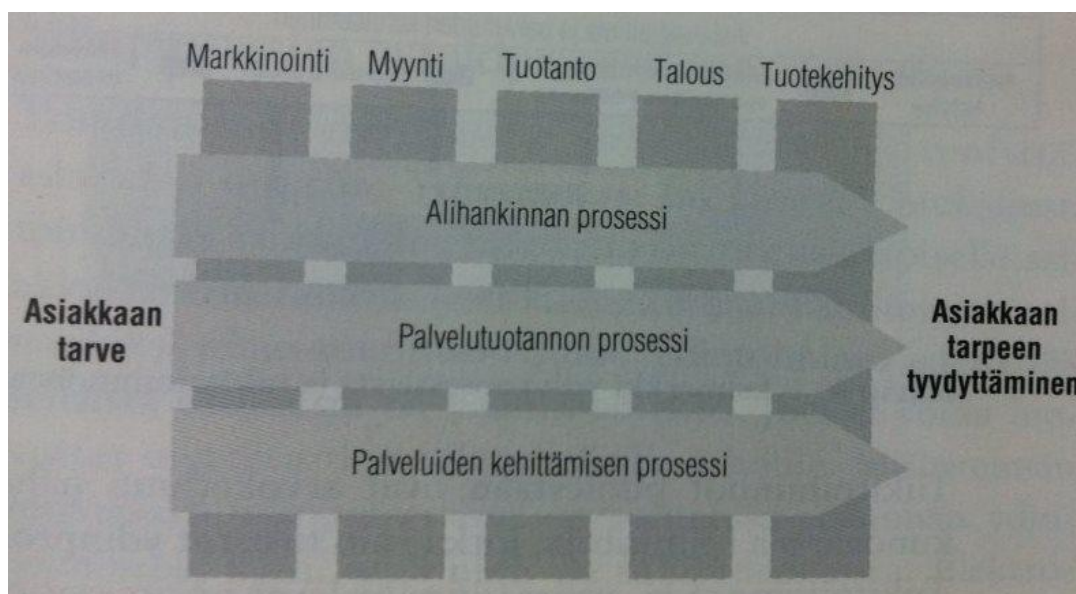 Markkinointi Myynti Tuotanto Talous Tuotekehitys
Alihankinnan prosessi
Asiakkaan
tarve
Palvelutuotannon prosessi
Asiakkaan
tarpeen
tyydyttäminen
Palveluiden kehittämisen prosessi